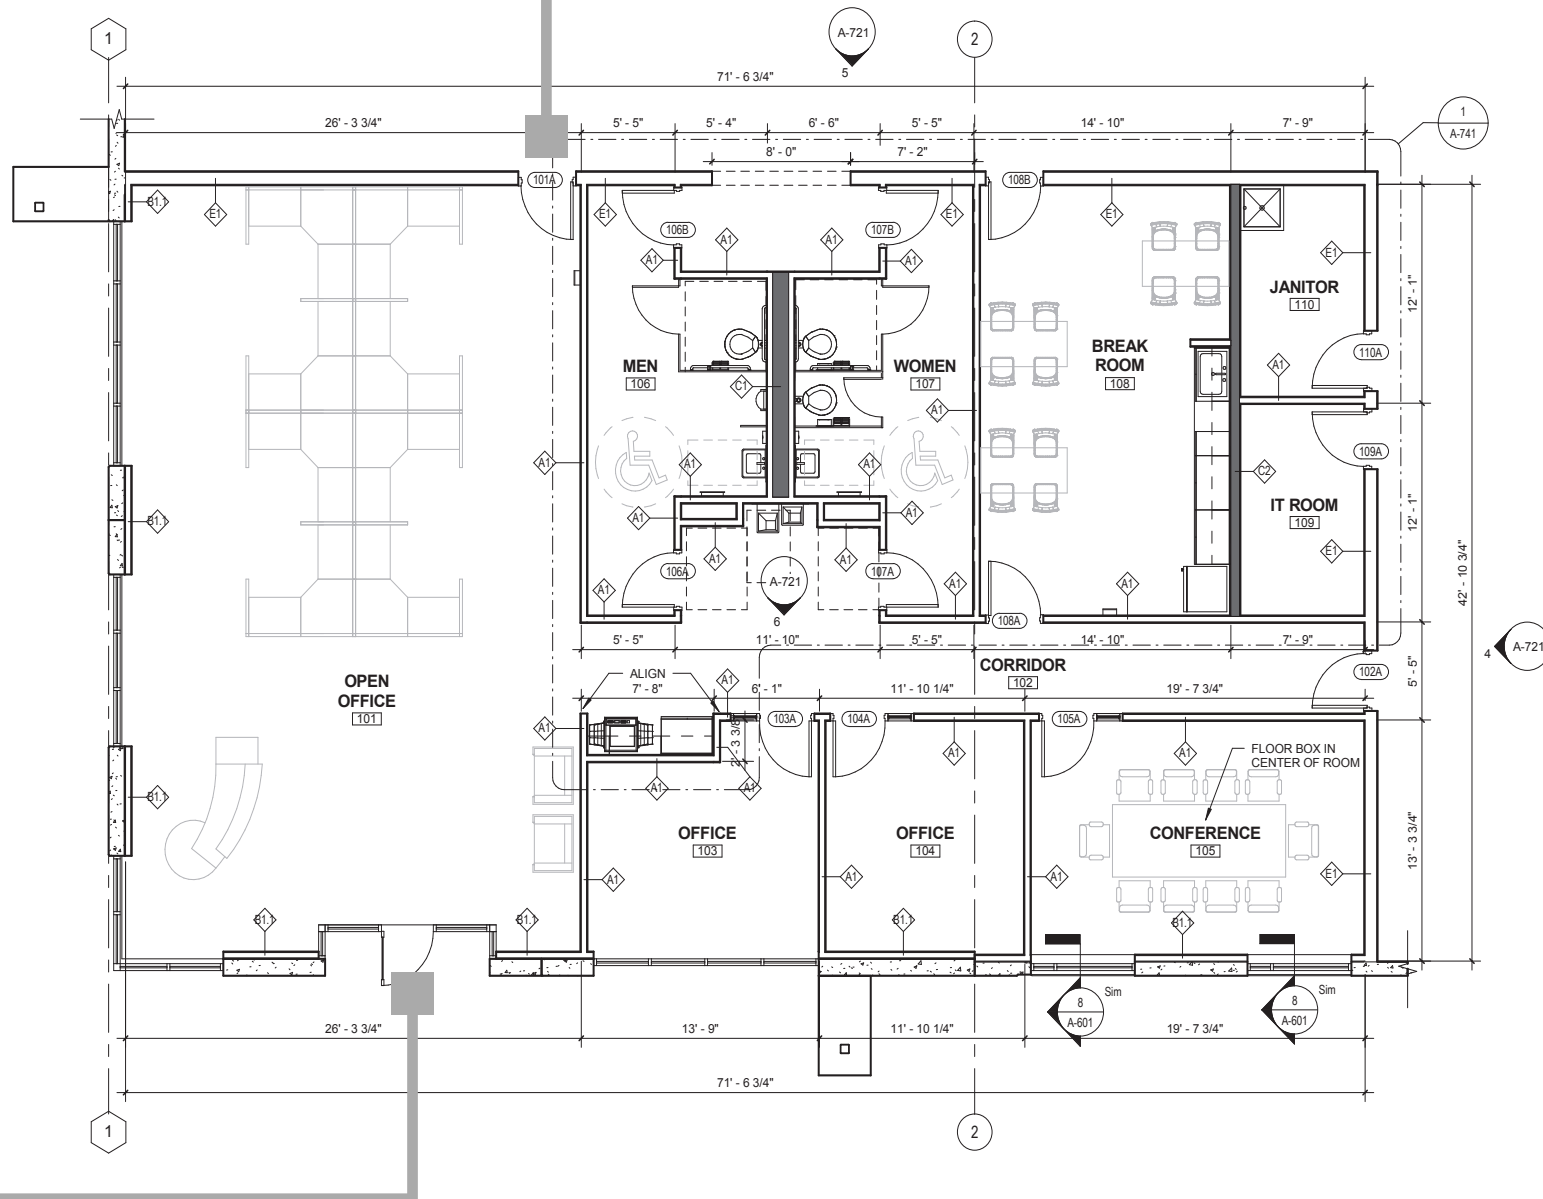 1
A-721
5
2
71' - 6 3/4"
1
A-741
26' - 3 3/4"
5' - 5"
5' - 4"
6' - 6"
5' - 5"
14' - 10"
7' - 9"
8' - 0"
7' - 2"
101A
108B
B1.1
E1
E1
E1
E1
106B
107B
A1
A1
A1
A1
E1
JANITOR
110
12' - 1"
110A
MEN
106
WOMEN
107
BREAK
ROOM
108
C1
A1
A1
A1
A1
A1
C2
109A
IT ROOM
109
12' - 1"
B1.1
A1
A1
A1
A1
E1
42' - 10 3/4"
106A
A-721
6
107A
A1
A1
A1
108A
5' - 5"
11' - 10"
5' - 5"
14' - 10"
7' - 9"
4
A-721
OPEN
OFFICE
101
ALIGN
7' - 8"
A1
6' - 1"
CORRIDOR
102
11' - 10 1/4"
19' - 7 3/4"
102A
5' - 5"
A1
103A
104A
105A
2' - 3 3/8"
A1
A1
A1
A1
FLOOR BOX IN
CENTER OF ROOM
B1.1
OFFICE
103
OFFICE
104
CONFERENCE
105
13' - 3 3/4"
A1
A1
A1
E1
B1.1
B1.1
B1.1
B1.1
8
A-601
Sim
8
A-601
Sim
26' - 3 3/4"
13' - 9"
11' - 10 1/4"
19' - 7 3/4"
71' - 6 3/4"
1
2